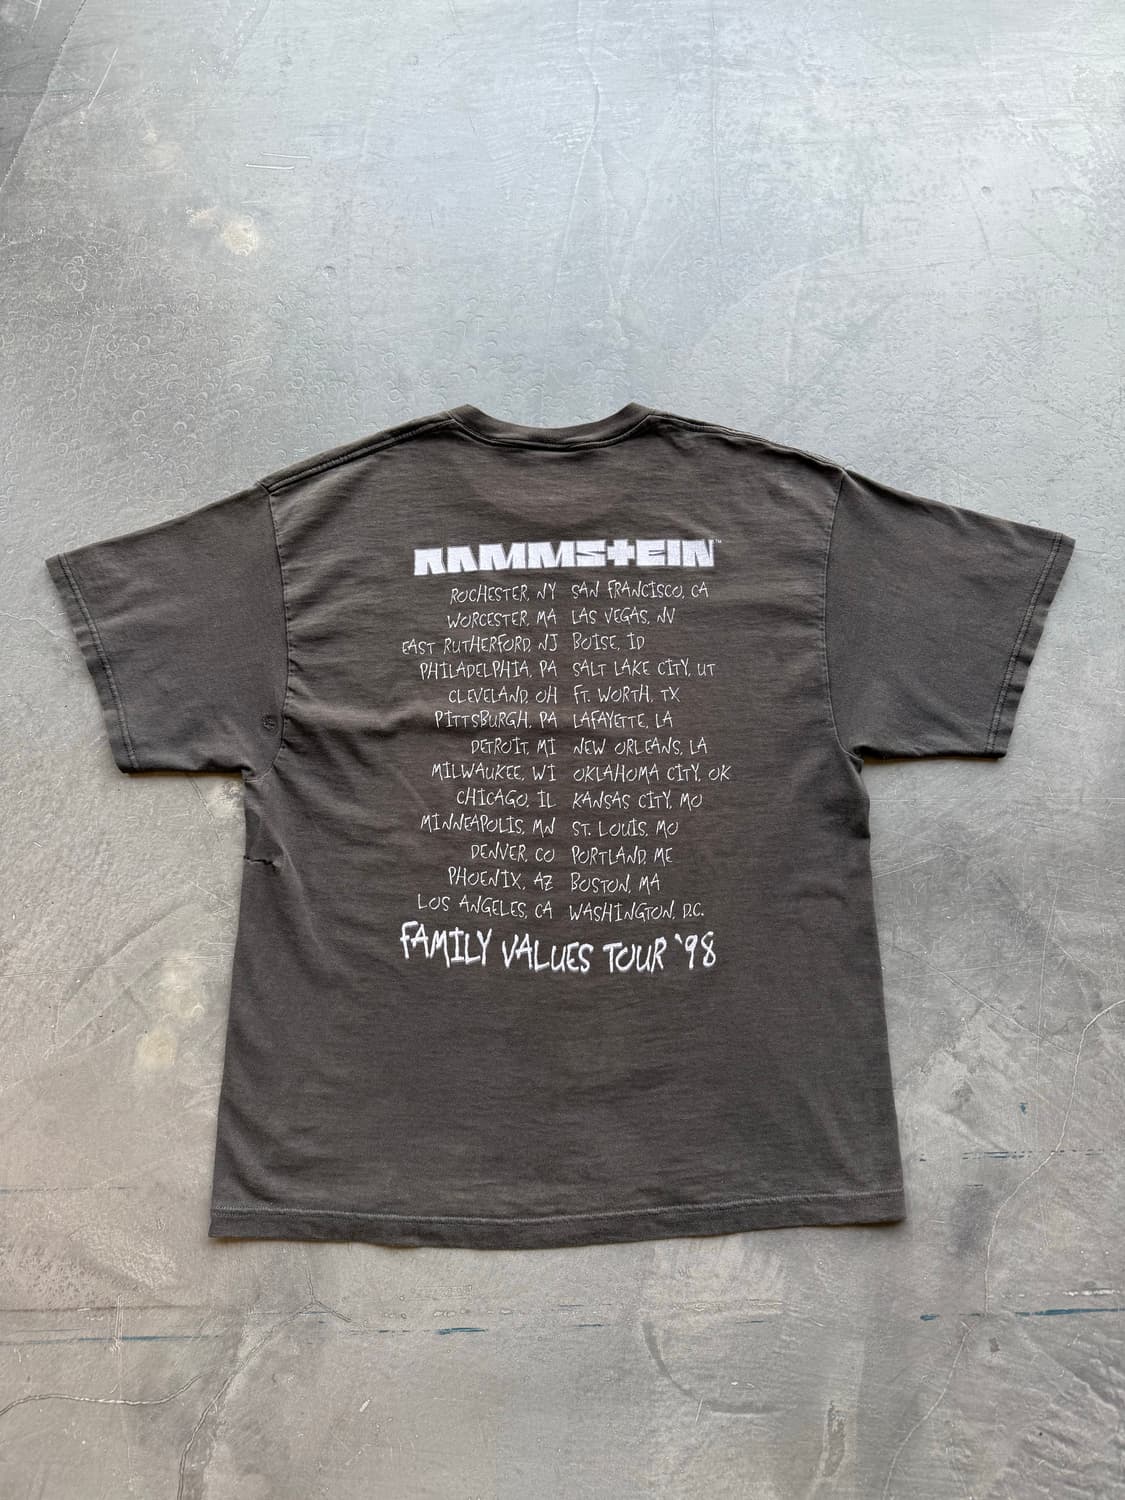 RAMMSTEIN™
ROCHESTER, NY SAN FRANCISCO, CA
WORCESTER, MA LAS VEGAS, NV
EAST RUTHERFORD, NJ BOISE, ID
PHILADELPHIA, PA SALT LAKE CITY, UT
CLEVELAND, OH FT. WORTH, TX
PITTSBURGH, PA LAFAYETTE, LA
DETROIT, MI NEW ORLEANS, LA
MILWAUKEE, WI OKLAHOMA CITY, OK
CHICAGO, IL KANSAS CITY, MO
MINNEAPOLIS, MN ST. LOUIS, MO
DENVER, CO PORTLAND, ME
PHOENIX, AZ BOSTON, MA
LOS ANGELES, CA WASHINGTON, D.C.
FAMILY VALUES TOUR '98